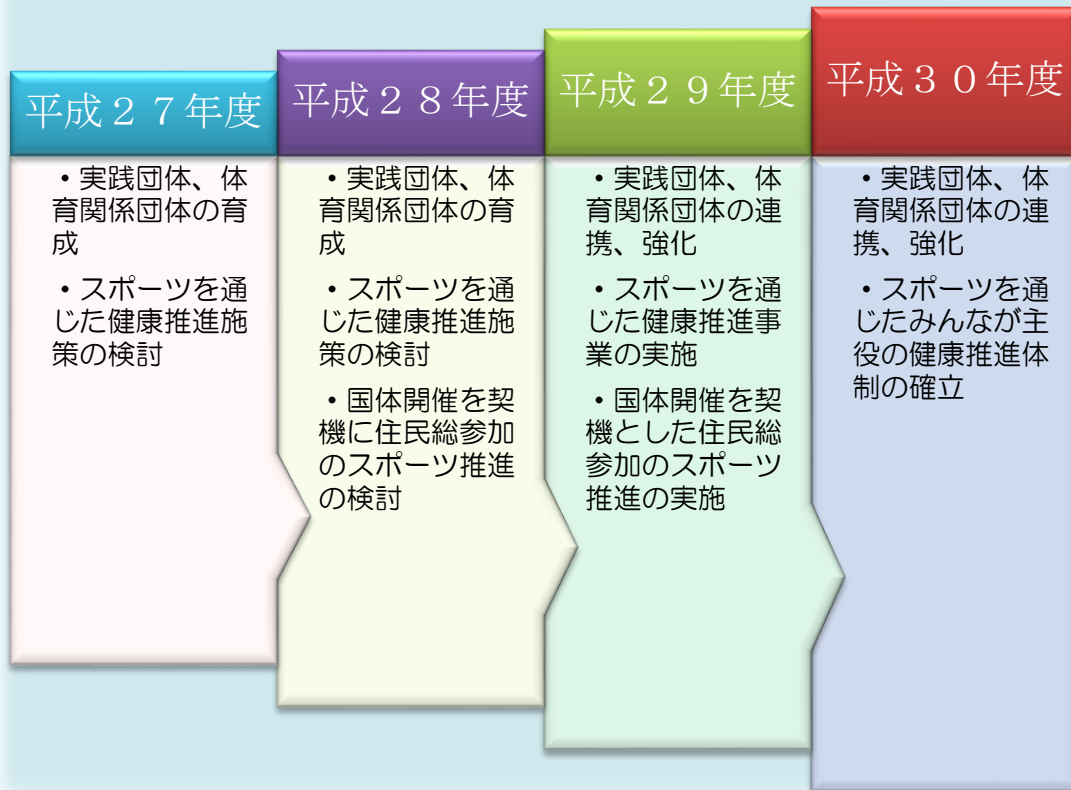 平成２７年度
・実践団体、体
育関係団体の育
成
・スポーツを通
じた健康推進施
策の検討
平成２８年度
・実践団体、体
育関係団体の育
成
・スポーツを通
じた健康推進施
策の検討
・国体開催を契
機に住民総参加
のスポーツ推進
の検討
平成２９年度
・実践団体、体
育関係団体の連
携、強化
・スポーツを通
じた健康推進事
業の実施
・国体開催を契
機とした住民総
参加のスポーツ
推進の実施
平成３０年度
・実践団体、体
育関係団体の連
携、強化
・スポーツを通
じたみんなが主
役の健康推進体
制の確立